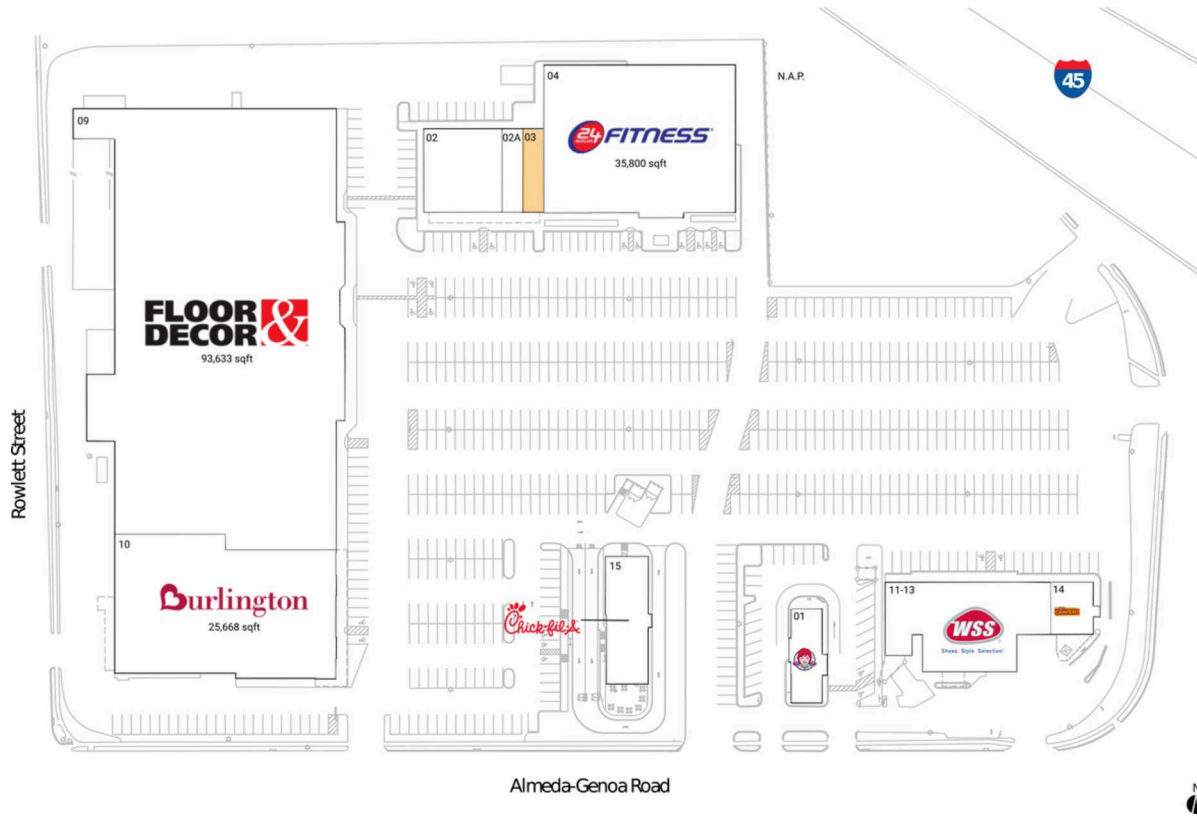 04
N.A.P.
45
09
02
02A
03
24
FITNESS
35,800 sqft
FLOOR
& DECOR
93,633 sqft
Rowlett Street
10
Burlington
25,668 sqft
15
Chick-fil-A
01
11-13
14
WSS
Shoes. Style. Selection.
Almeda-Genoa Road
N